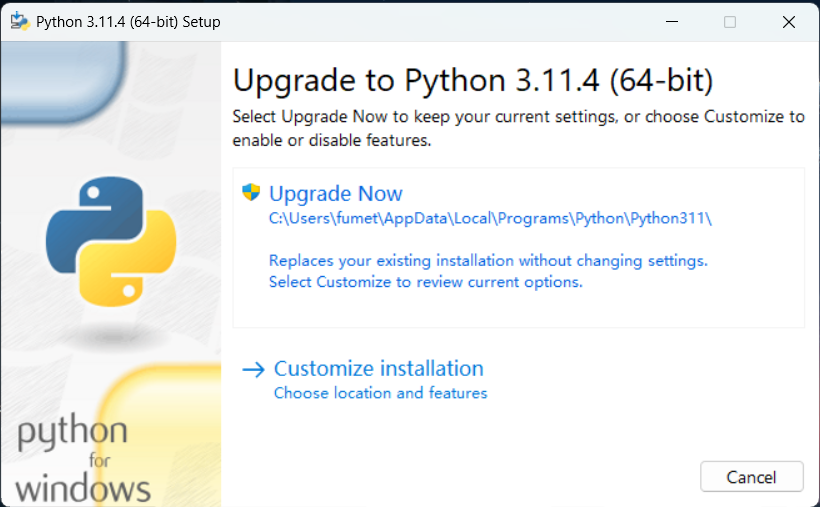 Python 3.11.4 (64-bit) Setup
Upgrade to Python 3.11.4 (64-bit)
Select Upgrade Now to keep your current settings, or choose Customize to
enable or disable features.
Upgrade Now
C:\Users\fumet\AppData\Local\Programs\Python\Python311\
Replaces your existing installation without changing settings.
Select Customize to review current options.
Customize installation
Choose location and features
python
for
windows
Cancel